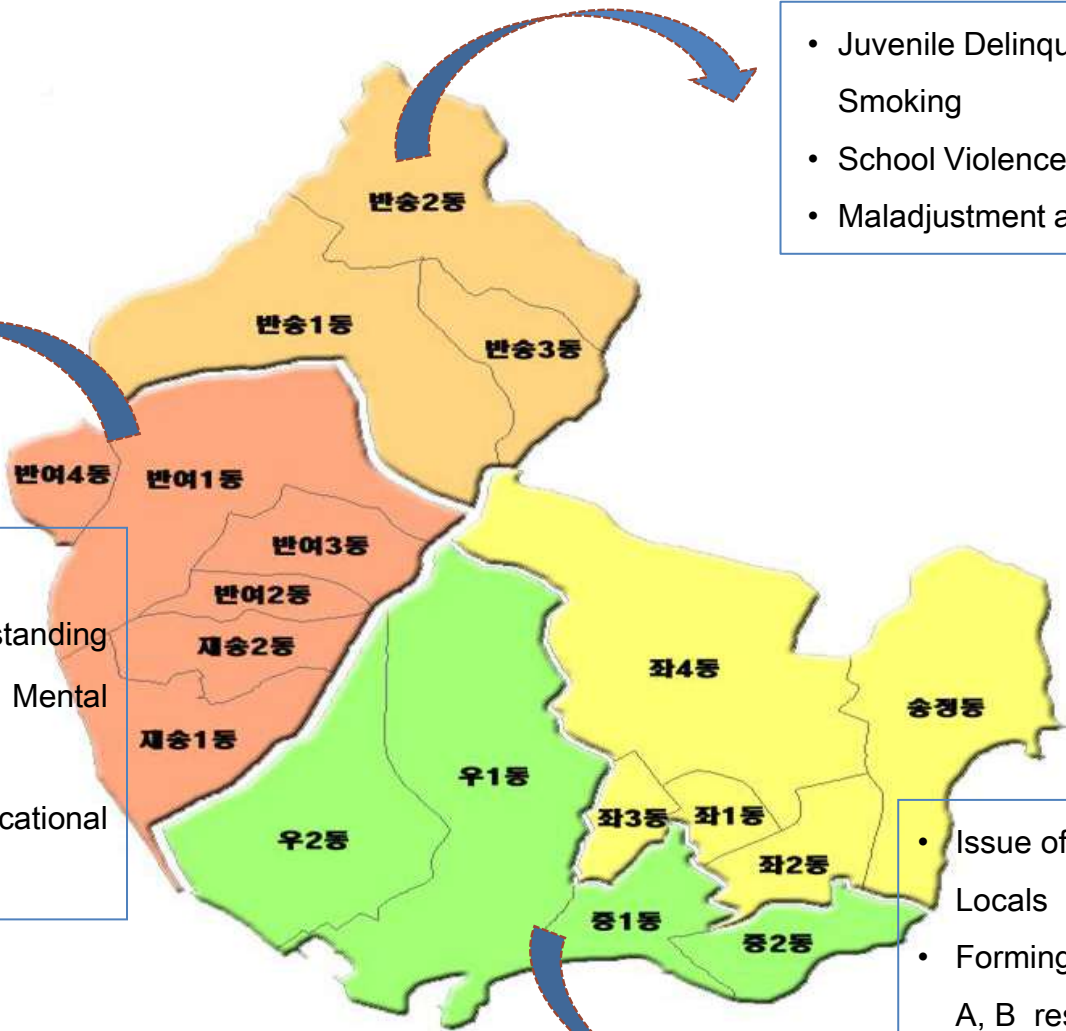 • Juvenile Delinqu
Smoking
• School Violence
• Maladjustment a
반송2동
반송1동
반송3동
반여4동
반여1동
반여3동
반여2동
재송2동
재송1동
standing
Mental
cational
좌4동
송정동
우1동
우2동
좌3동
좌1동
좌2동
중1동
중2동
• Issue of
Locals
• Forming
A, B res